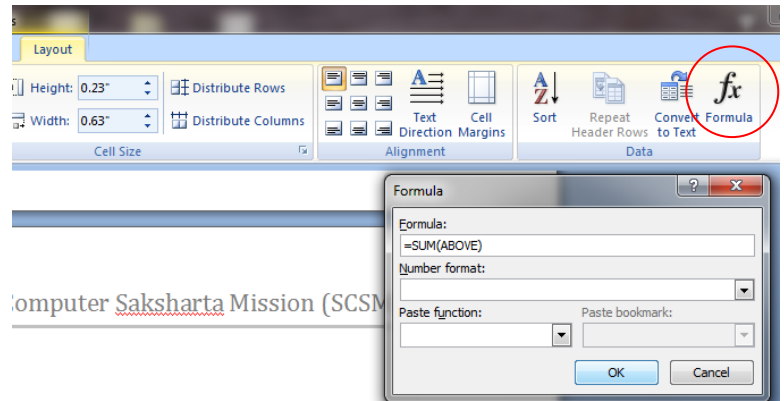 Layout
Height: 0.23"
Distribute Rows
Width: 0.63"
Distribute Columns
Cell Size
Text Direction
Cell Margins
Alignment
Sort
Repeat Header Rows
Convert to Text
fx
Formula
Data
Formula
Formula:
=SUM(ABOVE)
Number format:
Paste function:
Paste bookmark:
OK
Cancel
Saksharta Mission